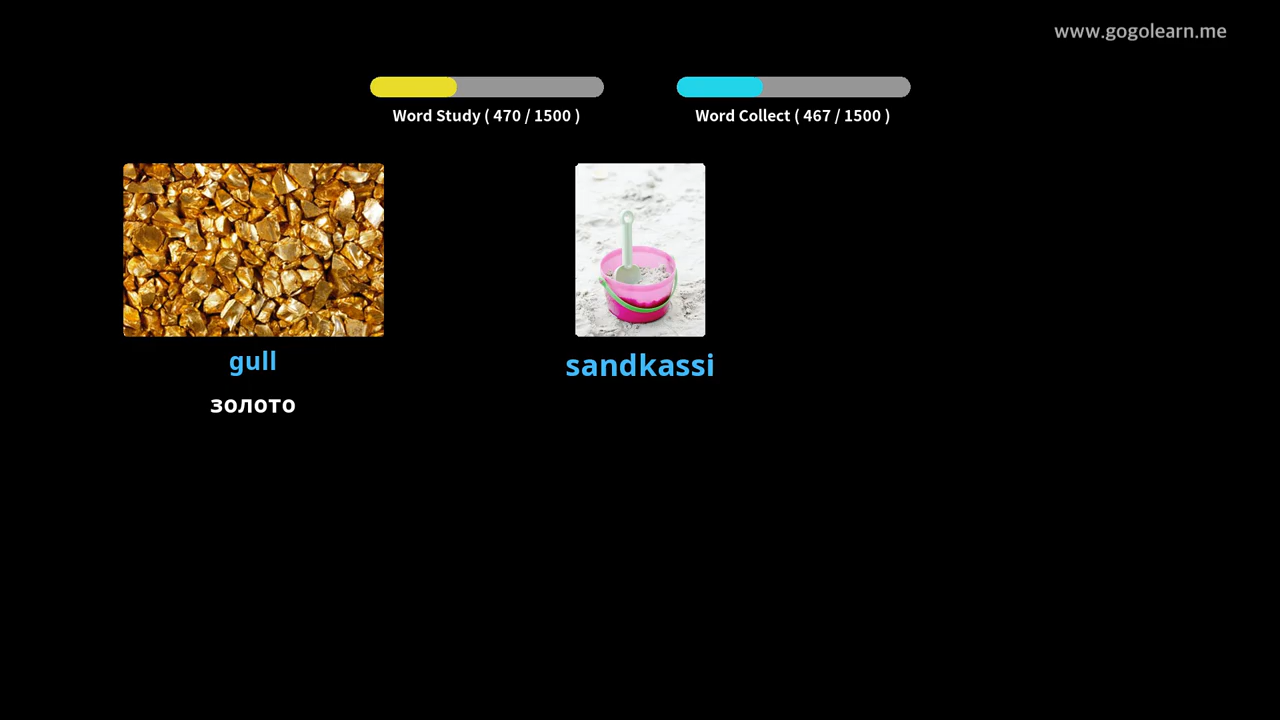 www.gogolearn.me
Word Study ( 470 / 1500 )
Word Collect ( 467 / 1500 )
gull
золото
sandkassi